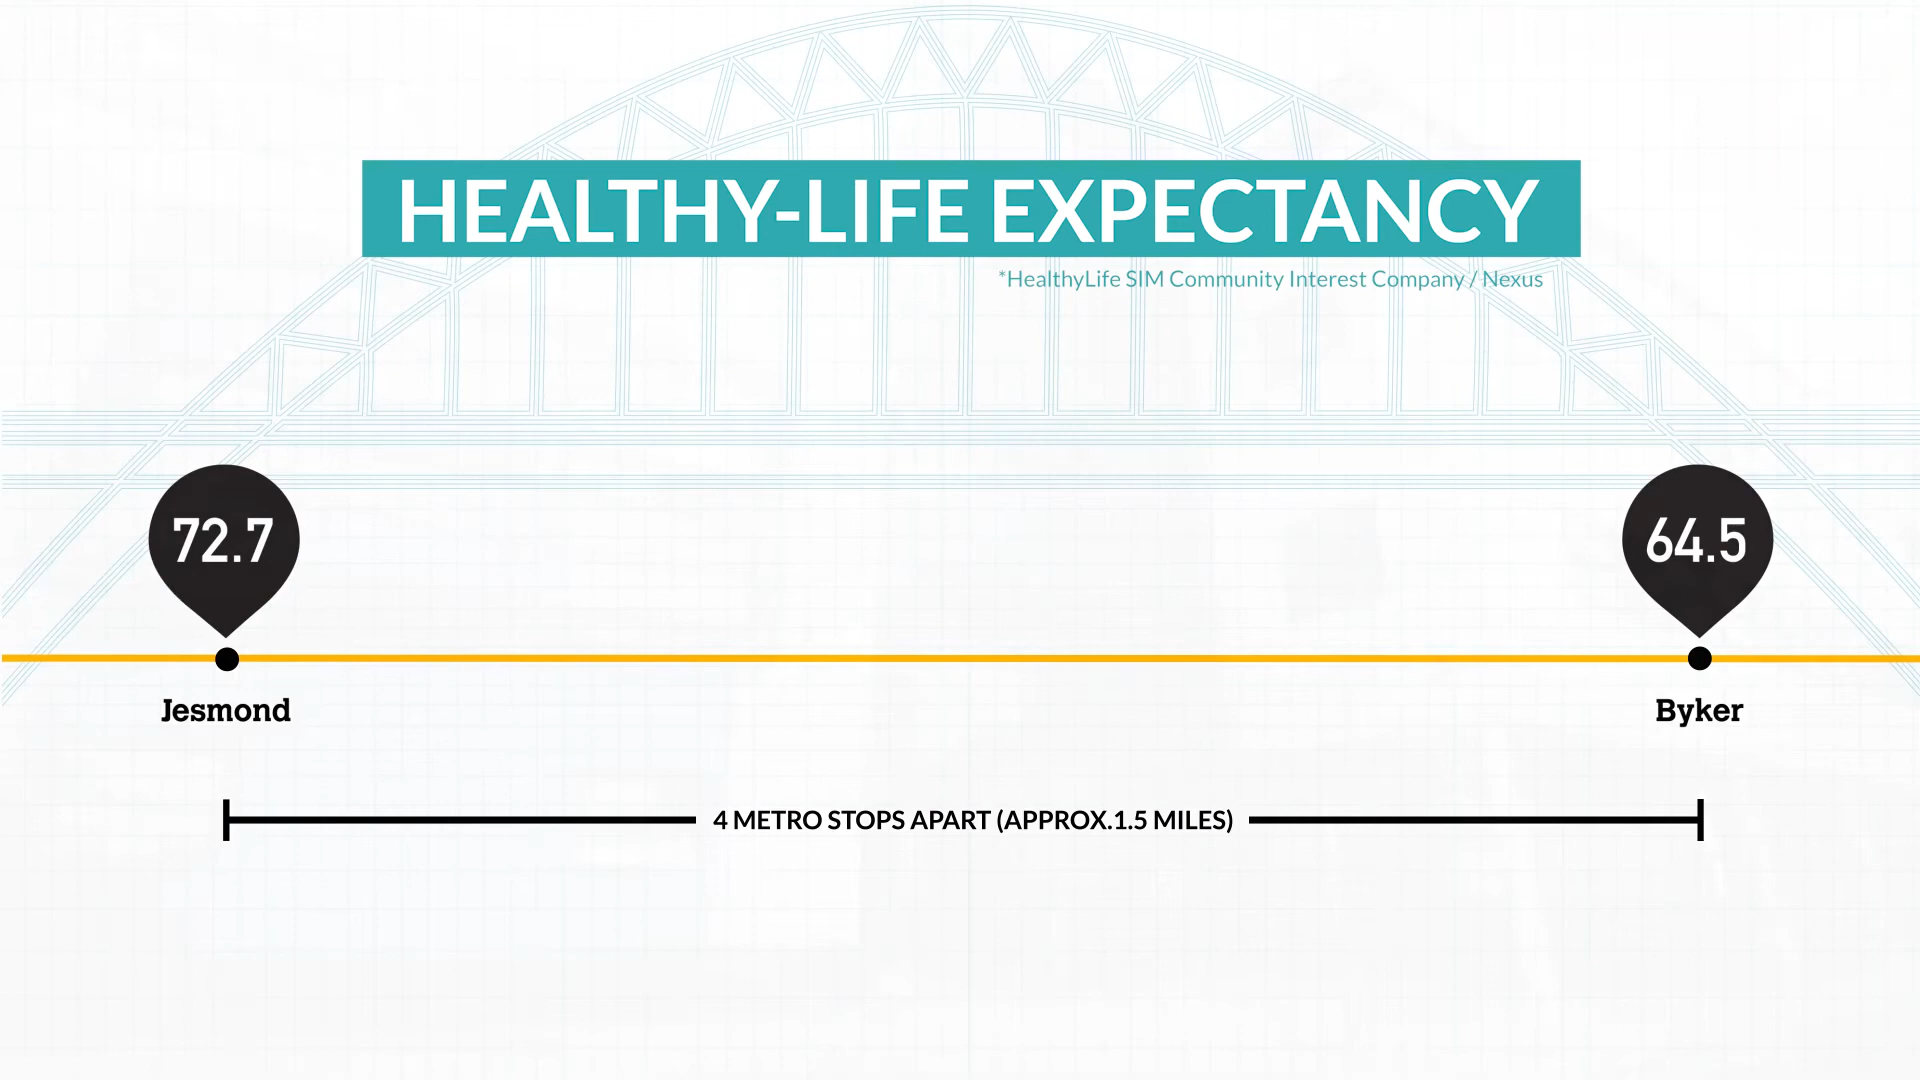 HEALTHY-LIFE EXPECTANCY
*HealthyLife SIM Community Interest Company / Nexus
72.7
64.5
Jesmond
Byker
4 METRO STOPS APART (APPROX.1.5 MILES)